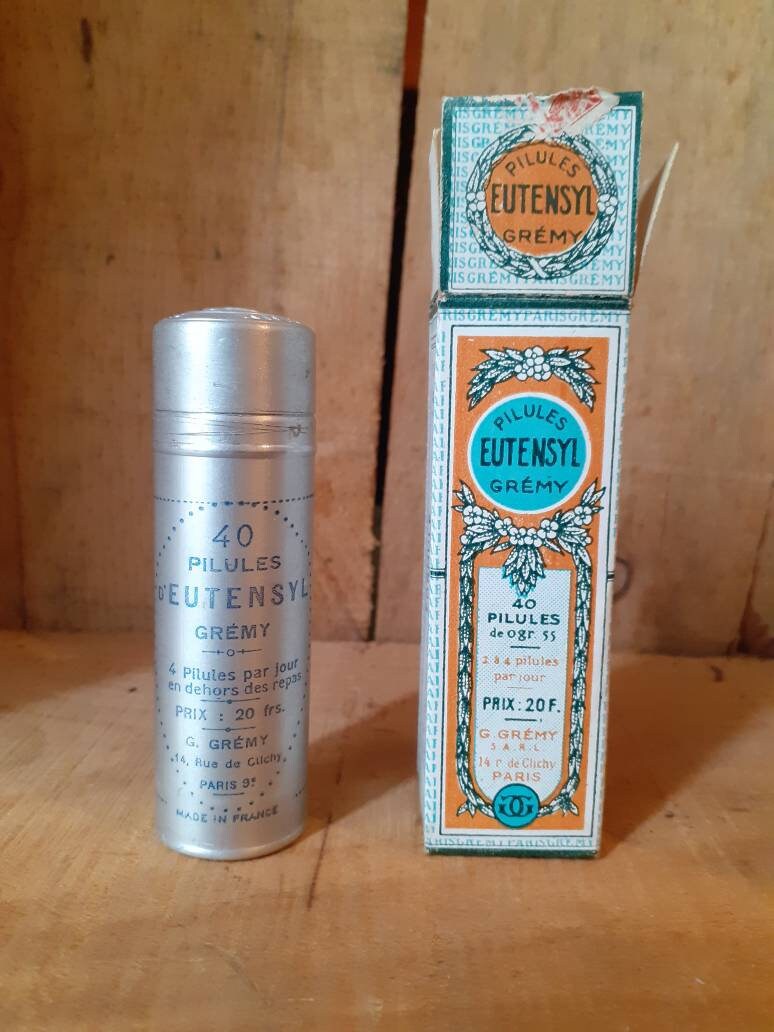 40
PILULES
D'EUTENSYL
GRÉMY
4 Pilules par jour
en dehors des repas
PRIX : 20 frs.
G. GRÉMY
14, Rue de Clichy
PARIS 9e
MADE IN FRANCE
PILULES
EUTENSYL
GRÉMY
RISGRÉMYPARISGRÉMY
PILULES
EUTENSYL
GRÉMY
40
PILULES
de 0gr. 55
2 à 4 pilules
par jour
PRIX : 20 F.
G. GRÉMY
S.A.R.L
14 r de Clichy
PARIS
GG